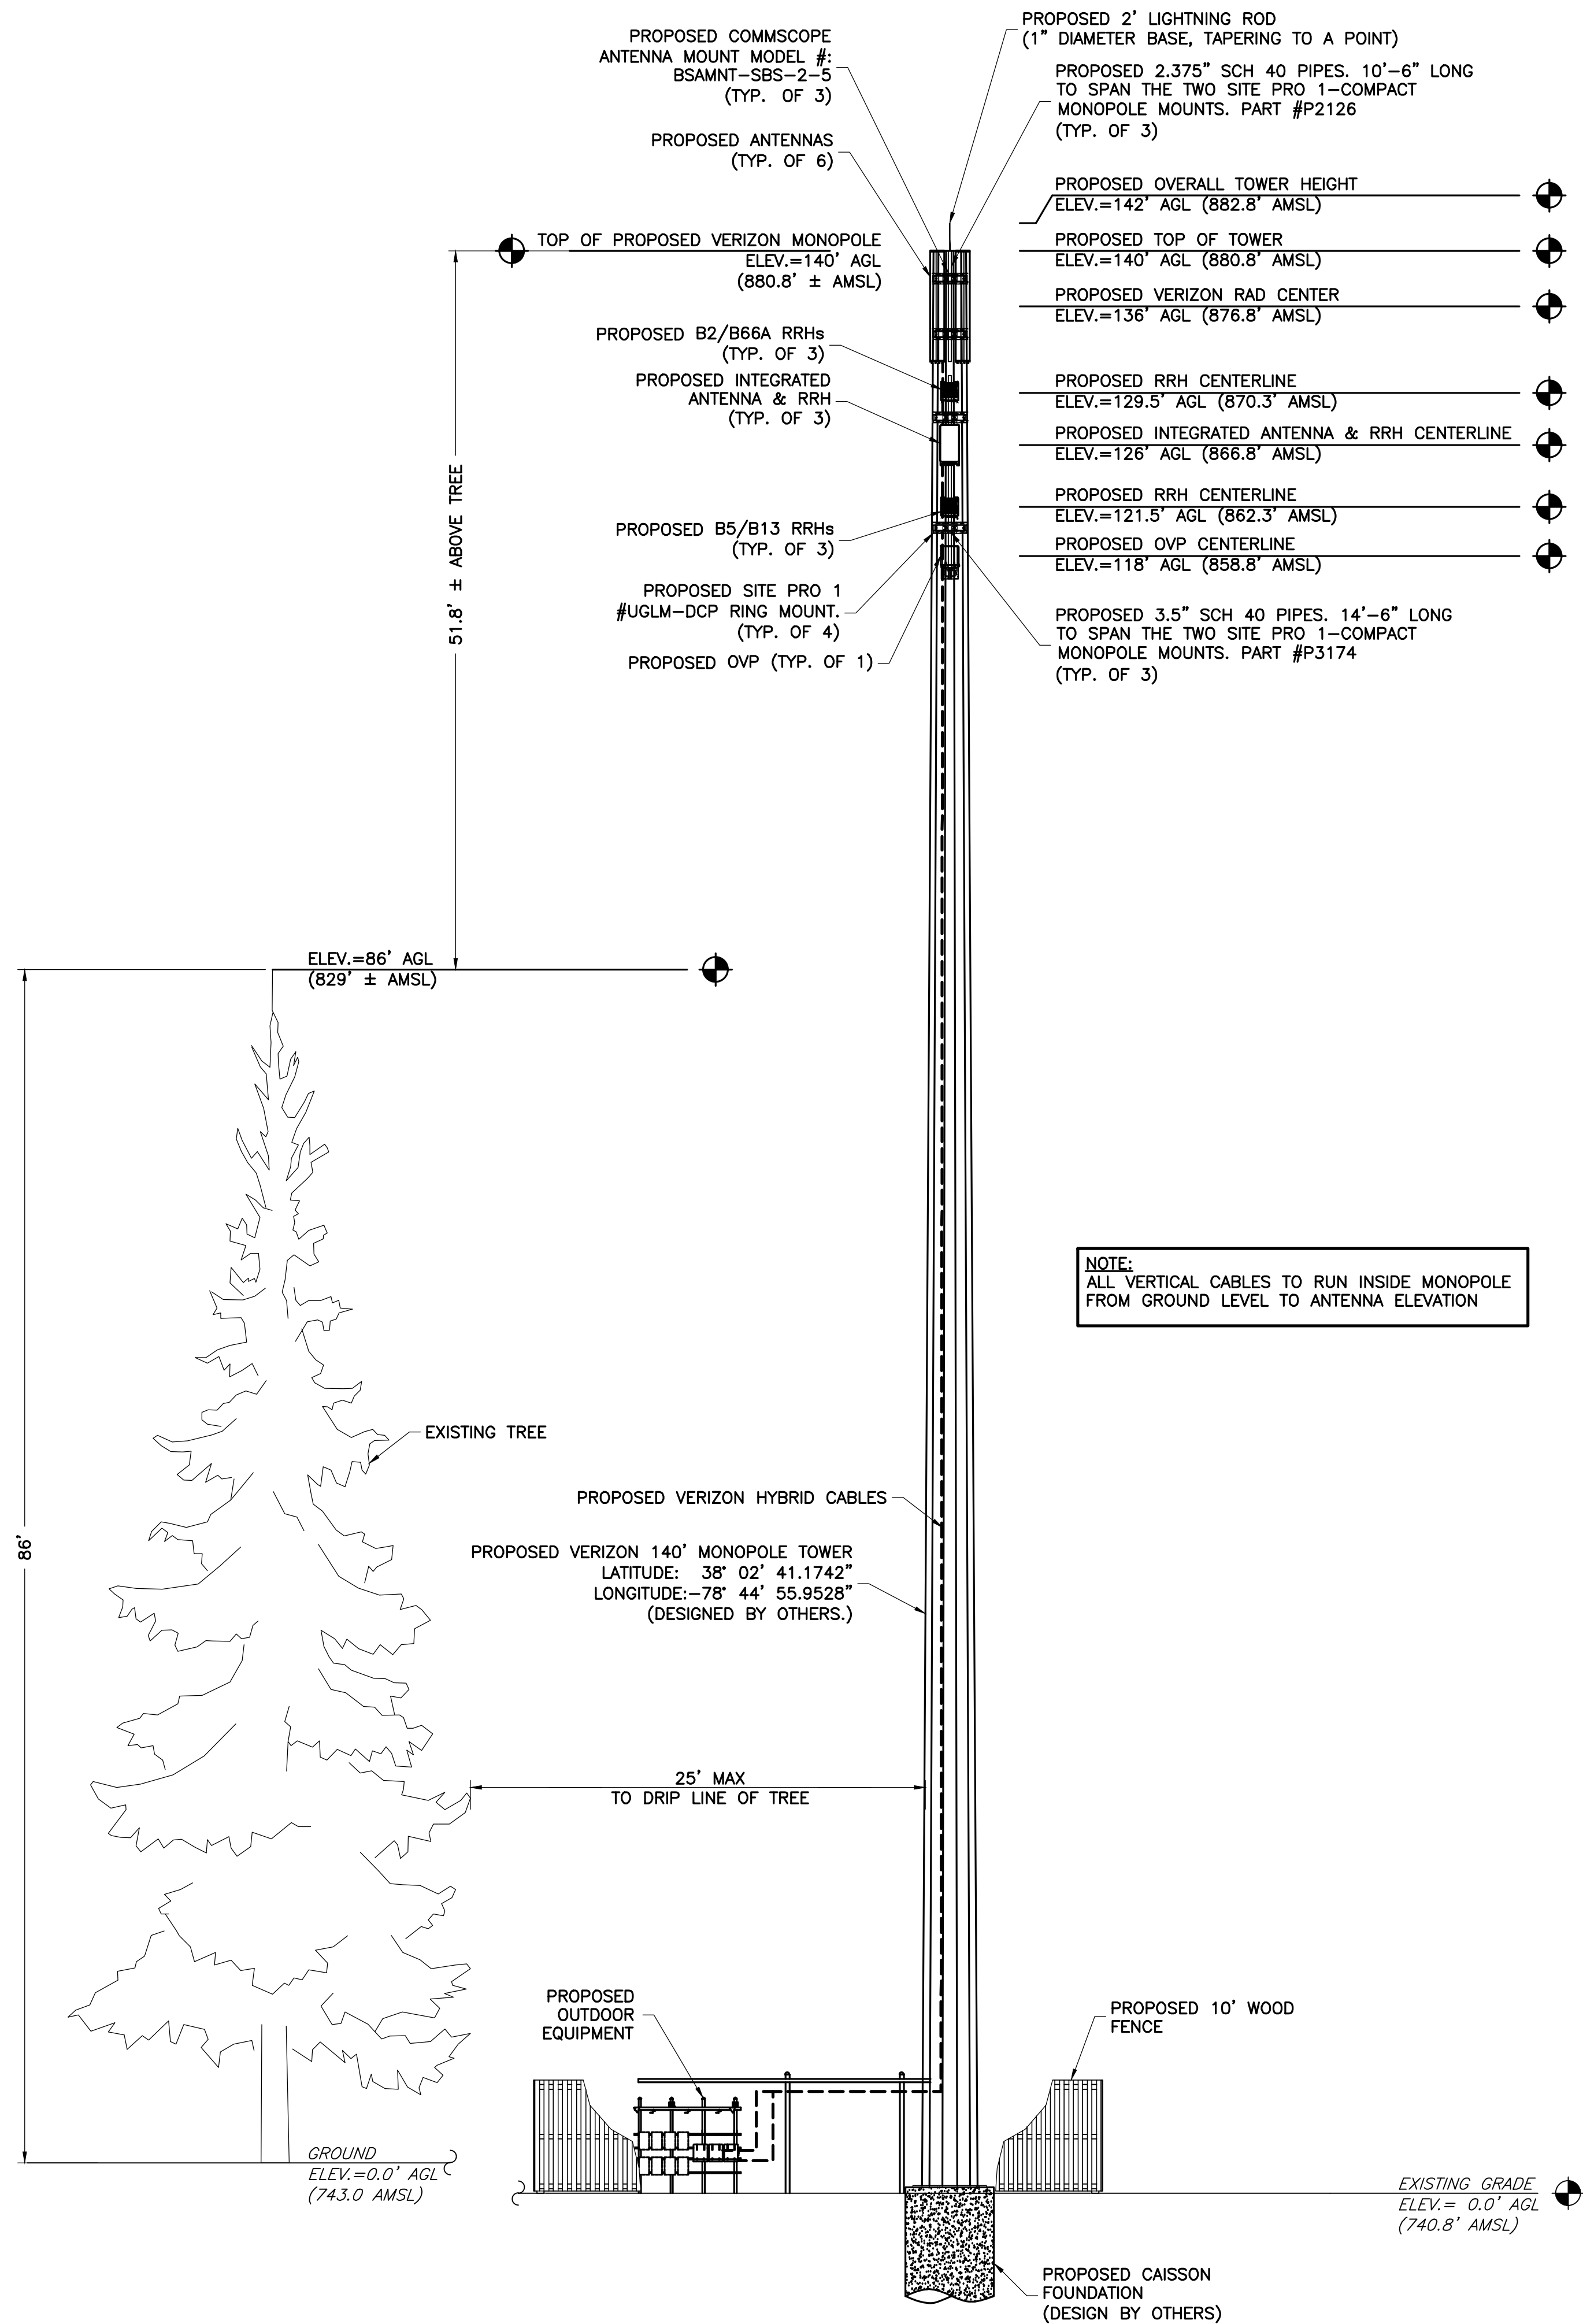 PROPOSED COMMSCOPE
ANTENNA MOUNT MODEL #:
BSAMNT-SBS-2-5
(TYP. OF 3)
PROPOSED ANTENNAS
(TYP. OF 6)
PROPOSED 2' LIGHTNING ROD
(1" DIAMETER BASE, TAPERING TO A POINT)
PROPOSED 2.375" SCH 40 PIPES. 10'-6" LONG
TO SPAN THE TWO SITE PRO 1-COMPACT
MONOPOLE MOUNTS. PART #P2126
(TYP. OF 3)
PROPOSED OVERALL TOWER HEIGHT
ELEV.=142' AGL (882.8' AMSL)
TOP OF PROPOSED VERIZON MONOPOLE
ELEV.=140' AGL
(880.8' ± AMSL)
PROPOSED TOP OF TOWER
ELEV.=140' AGL (880.8' AMSL)
PROPOSED VERIZON RAD CENTER
ELEV.=136' AGL (876.8' AMSL)
PROPOSED B2/B66A RRHs
(TYP. OF 3)
PROPOSED INTEGRATED
ANTENNA & RRH
(TYP. OF 3)
PROPOSED RRH CENTERLINE
ELEV.=129.5' AGL (870.3' AMSL)
PROPOSED INTEGRATED ANTENNA & RRH CENTERLINE
ELEV.=126' AGL (866.8' AMSL)
51.8' ± ABOVE TREE
PROPOSED B5/B13 RRHs
(TYP. OF 3)
PROPOSED RRH CENTERLINE
ELEV.=121.5' AGL (862.3' AMSL)
PROPOSED OVP CENTERLINE
ELEV.=118' AGL (858.8' AMSL)
PROPOSED SITE PRO 1
#UGLM-DCP RING MOUNT.
(TYP. OF 4)
PROPOSED OVP (TYP. OF 1)
PROPOSED 3.5" SCH 40 PIPES. 14'-6" LONG
TO SPAN THE TWO SITE PRO 1-COMPACT
MONOPOLE MOUNTS. PART #P3174
(TYP. OF 3)
ELEV.=86' AGL
(829' ± AMSL)
NOTE:
ALL VERTICAL CABLES TO RUN INSIDE MONOPOLE
FROM GROUND LEVEL TO ANTENNA ELEVATION
EXISTING TREE
86'
PROPOSED VERIZON HYBRID CABLES
PROPOSED VERIZON 140' MONOPOLE TOWER
LATITUDE: 38° 02' 41.1742"
LONGITUDE:-78° 44' 55.9528"
(DESIGNED BY OTHERS.)
25' MAX
TO DRIP LINE OF TREE
PROPOSED
OUTDOOR
EQUIPMENT
PROPOSED 10' WOOD
FENCE
GROUND
ELEV.=0.0' AGL
(743.0 AMSL)
EXISTING GRADE
ELEV.= 0.0' AGL
(740.8' AMSL)
PROPOSED CAISSON
FOUNDATION
(DESIGN BY OTHERS)